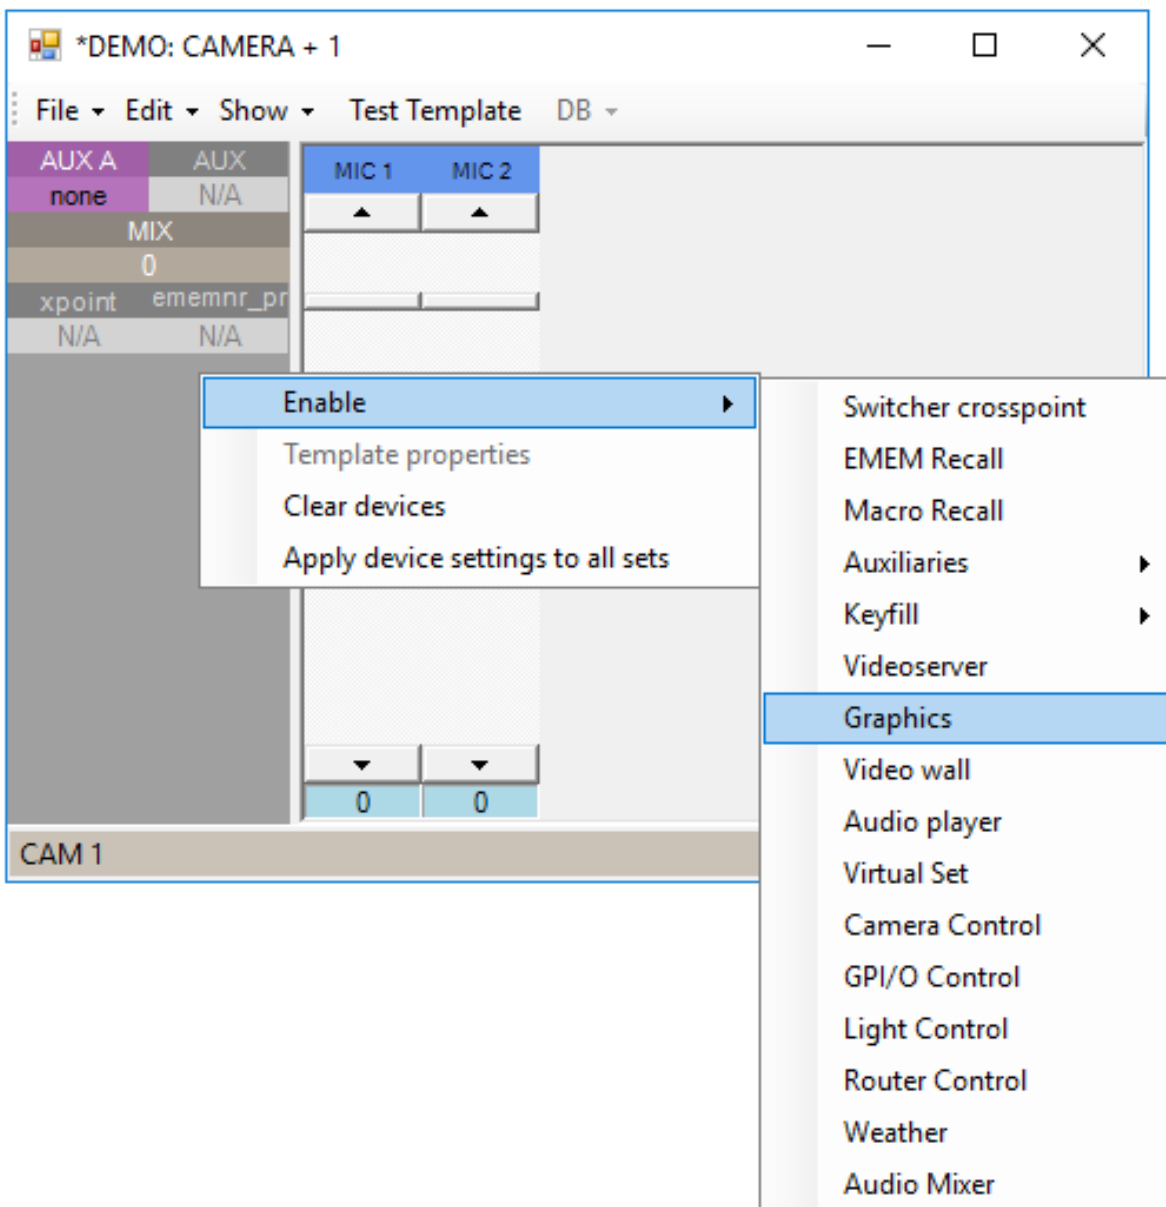 *DEMO: CAMERA + 1
File Edit Show Test Template DB
AUX A AUX
none N/A
MIX
0
xpoint ememnr_pr
N/A N/A
MIC 1 MIC 2
Enable
Template properties
Clear devices
Apply device settings to all sets
Switcher crosspoint
EMEM Recall
Macro Recall
Auxiliaries
Keyfill
Videoserver
Graphics
Video wall
Audio player
Virtual Set
Camera Control
GPI/O Control
Light Control
Router Control
Weather
Audio Mixer
0 0
CAM 1